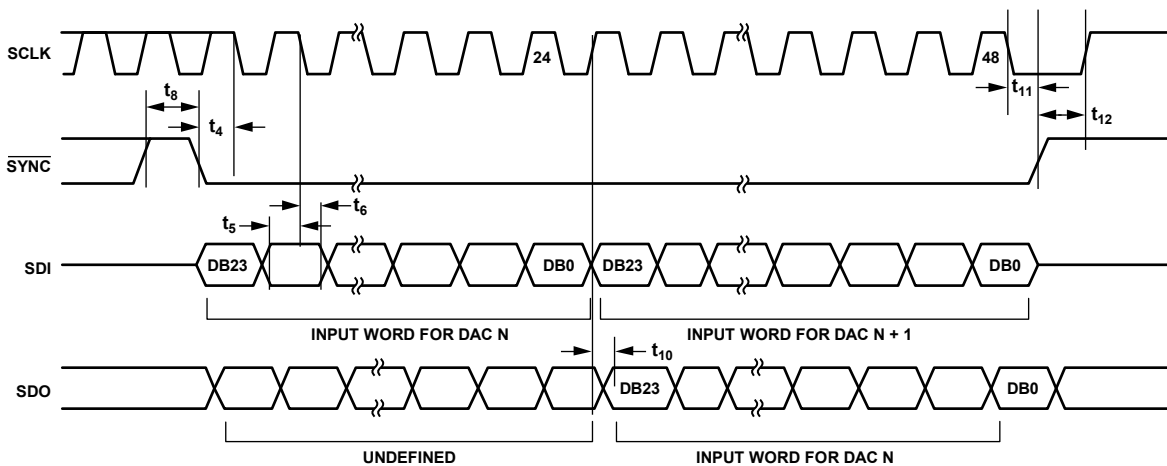 SCLK
24
48
t8
t4
t11
t12
SYNC
t5
t6
SDI
DB23
DB0
DB23
DB0
INPUT WORD FOR DAC N
INPUT WORD FOR DAC N + 1
t10
SDO
DB23
DB0
UNDEFINED
INPUT WORD FOR DAC N